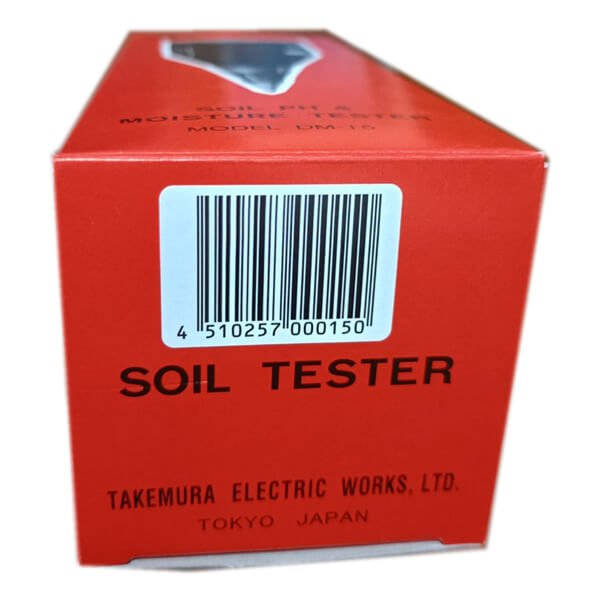 SOIL PH &
MOISTURE TESTER
MODEL DM-15
4 510257 000150
SOIL TESTER
TAKEMURA ELECTRIC WORKS, LTD.
TOKYO JAPAN